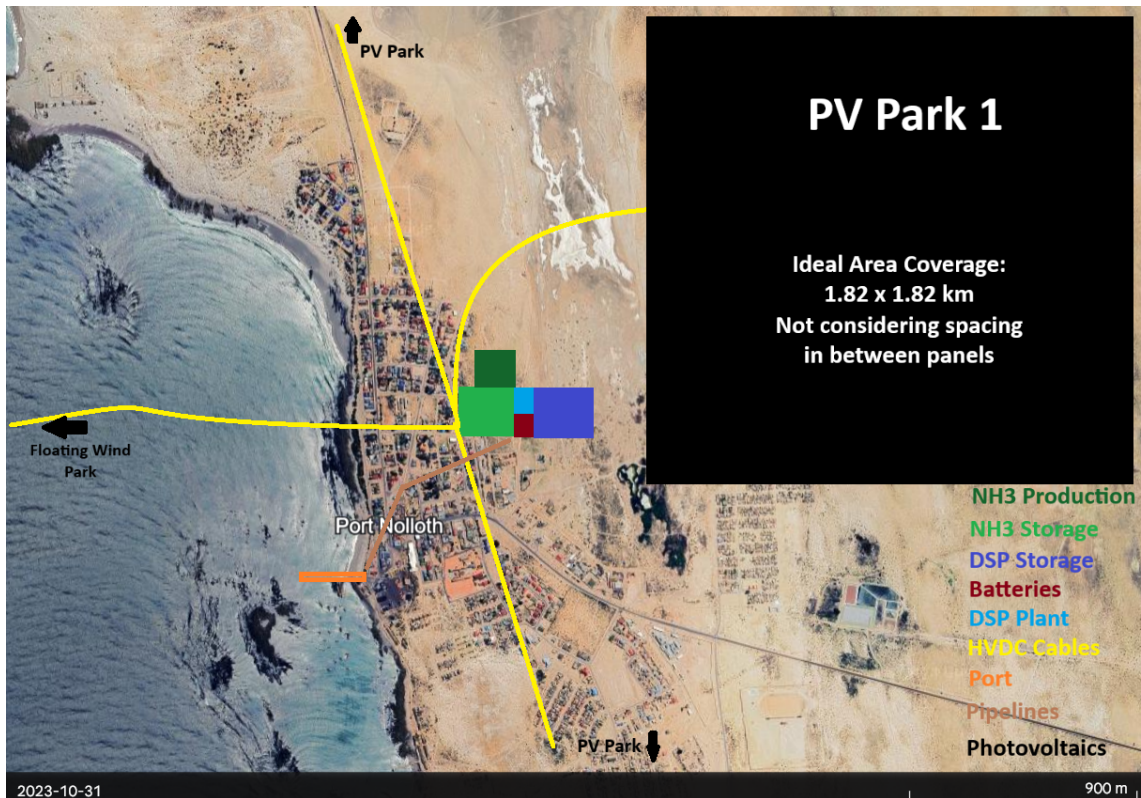 PV Park
PV Park 1
Ideal Area Coverage:
1.82 x 1.82 km
Not considering spacing
in between panels
Floating Wind
Park
Port Nolloth
NH3 Production
NH3 Storage
DSP Storage
Batteries
DSP Plant
HVDC Cables
Port
Pipelines
Photovoltaics
PV Park
2023-10-31
900 m